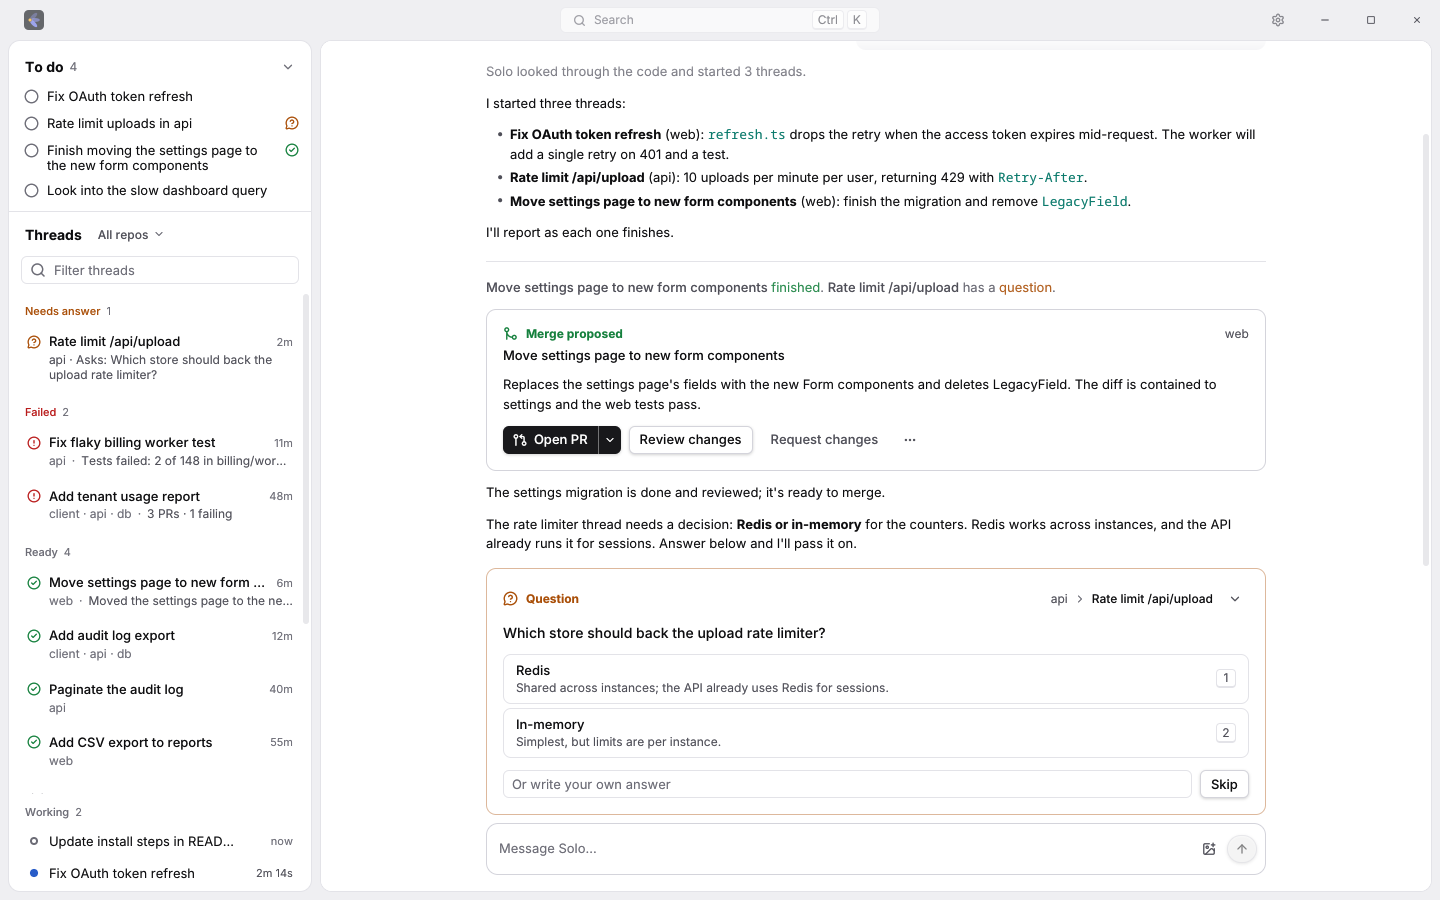 Search
Ctrl K
To do 4
Fix OAuth token refresh
Rate limit uploads in api
Finish moving the settings page to
the new form components
Look into the slow dashboard query
Threads All repos
Filter threads
Needs answer 1
Rate limit /api/upload 2m
api · Asks: Which store should back the
upload rate limiter?
Failed 2
Fix flaky billing worker test 11m
api · Tests failed: 2 of 148 in billing/wor...
Add tenant usage report 48m
client · api · db · 3 PRs · 1 failing
Ready 4
Move settings page to new form ... 6m
web · Moved the settings page to the ne...
Add audit log export 12m
client · api · db
Paginate the audit log 40m
api
Add CSV export to reports 55m
web
Working 2
Update install steps in READ... now
Fix OAuth token refresh 2m 14s
Solo looked through the code and started 3 threads.
I started three threads:
• Fix OAuth token refresh (web): refresh.ts drops the retry when the access token expires mid-request. The worker will
add a single retry on 401 and a test.
• Rate limit /api/upload (api): 10 uploads per minute per user, returning 429 with Retry-After.
• Move settings page to new form components (web): finish the migration and remove LegacyField.
I'll report as each one finishes.
Move settings page to new form components finished. Rate limit /api/upload has a question.
Merge proposed web
Move settings page to new form components
Replaces the settings page's fields with the new Form components and deletes LegacyField. The diff is contained to
settings and the web tests pass.
Open PR Review changes Request changes ...
The settings migration is done and reviewed; it's ready to merge.
The rate limiter thread needs a decision: Redis or in-memory for the counters. Redis works across instances, and the API
already runs it for sessions. Answer below and I'll pass it on.
Question api > Rate limit /api/upload
Which store should back the upload rate limiter?
Redis
Shared across instances; the API already uses Redis for sessions. 1
In-memory
Simplest, but limits are per instance. 2
Or write your own answer Skip
Message Solo...